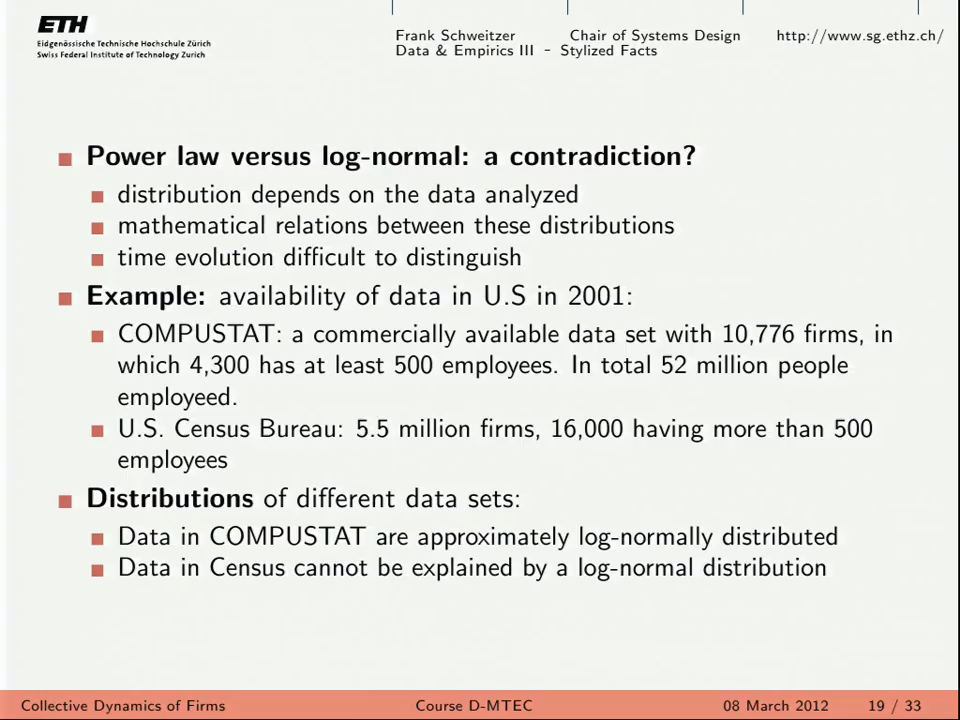 ETH
Eidgenössische Technische Hochschule Zürich
Swiss Federal Institute of Technology Zurich
Frank Schweitzer Chair of Systems Design http://www.sg.ethz.ch/
Data & Empirics III - Stylized Facts
Power law versus log-normal: a contradiction?
distribution depends on the data analyzed
mathematical relations between these distributions
time evolution difficult to distinguish
Example: availability of data in U.S in 2001:
COMPUSTAT: a commercially available data set with 10,776 firms, in
which 4,300 has at least 500 employees. In total 52 million people
employeed.
U.S. Census Bureau: 5.5 million firms, 16,000 having more than 500
employees
Distributions of different data sets:
Data in COMPUSTAT are approximately log-normally distributed
Data in Census cannot be explained by a log-normal distribution
Collective Dynamics of Firms Course D-MTEC 08 March 2012 19 / 33